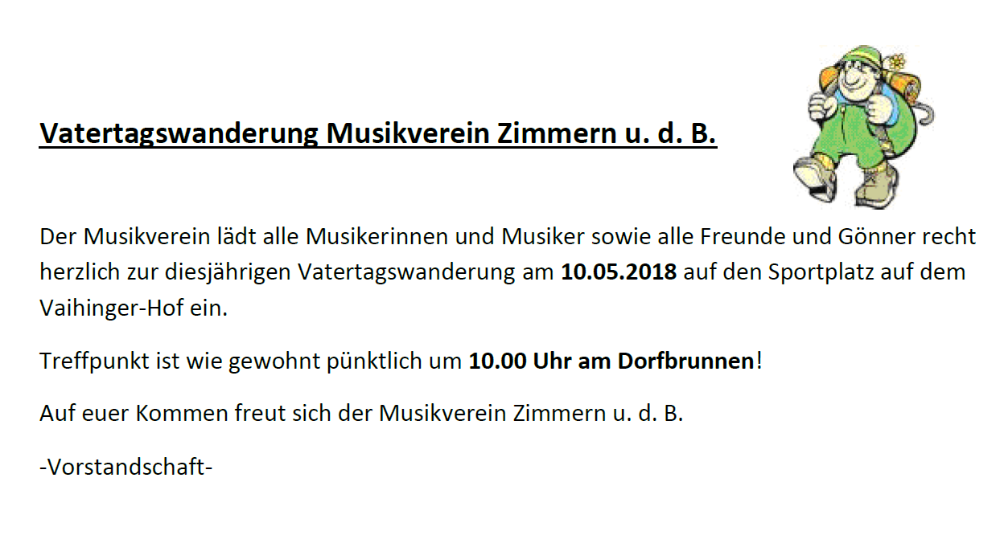 Vatertagswanderung Musikverein Zimmern u. d. B.
Der Musikverein lädt alle Musikerinnen und Musiker sowie alle Freunde und Gönner recht
herzlich zur diesjährigen Vatertagswanderung am 10.05.2018 auf den Sportplatz auf dem
Vaihinger-Hof ein.
Treffpunkt ist wie gewohnt pünktlich um 10.00 Uhr am Dorfbrunnen!
Auf euer Kommen freut sich der Musikverein Zimmern u. d. B.
-Vorstandschaft-